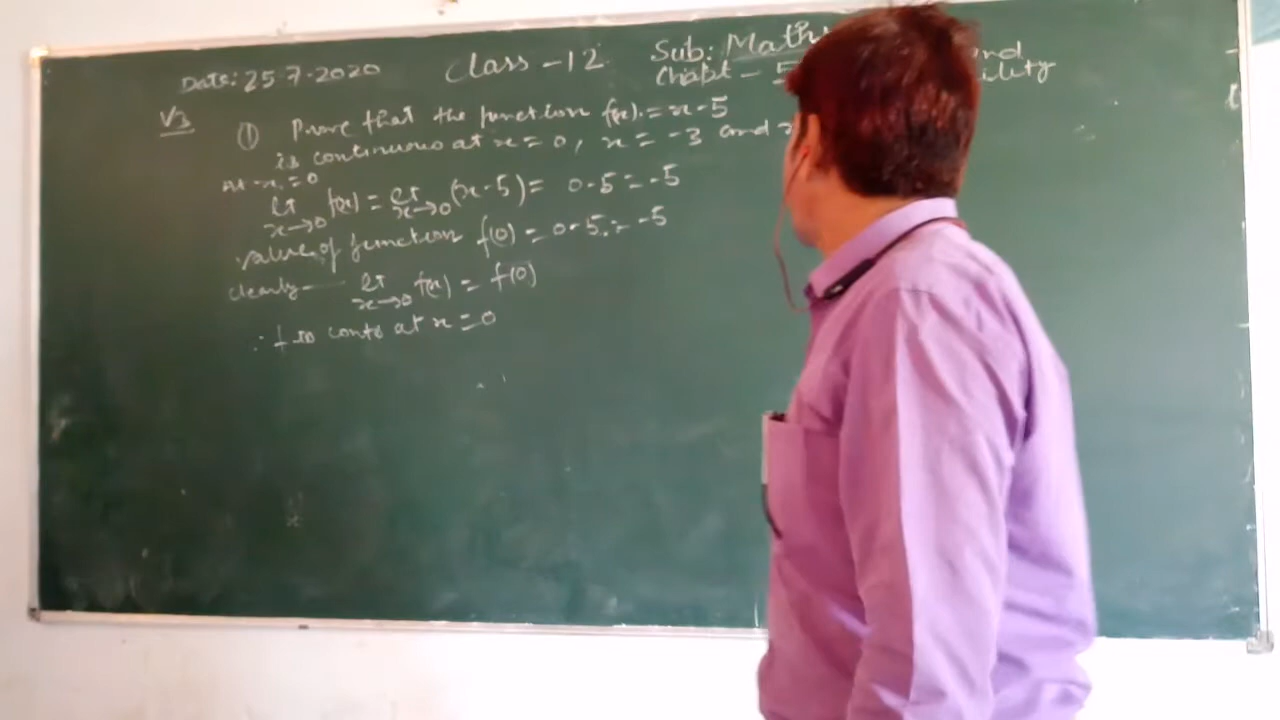 Date: 25-7-2020 Class - 12 Sub: Maths
Chapt - 5 and
ility
V3 ① Prove that the function f(x) = x-5
is continuous at x = 0, x = -3 and
At x = 0
lt x→0 f(x) = lt x→0 (x-5) = 0-5 = -5
value of function f(0) = 0-5 = -5
clearly lt x→0 f(x) = f(0)
∴ f is conts at x = 0